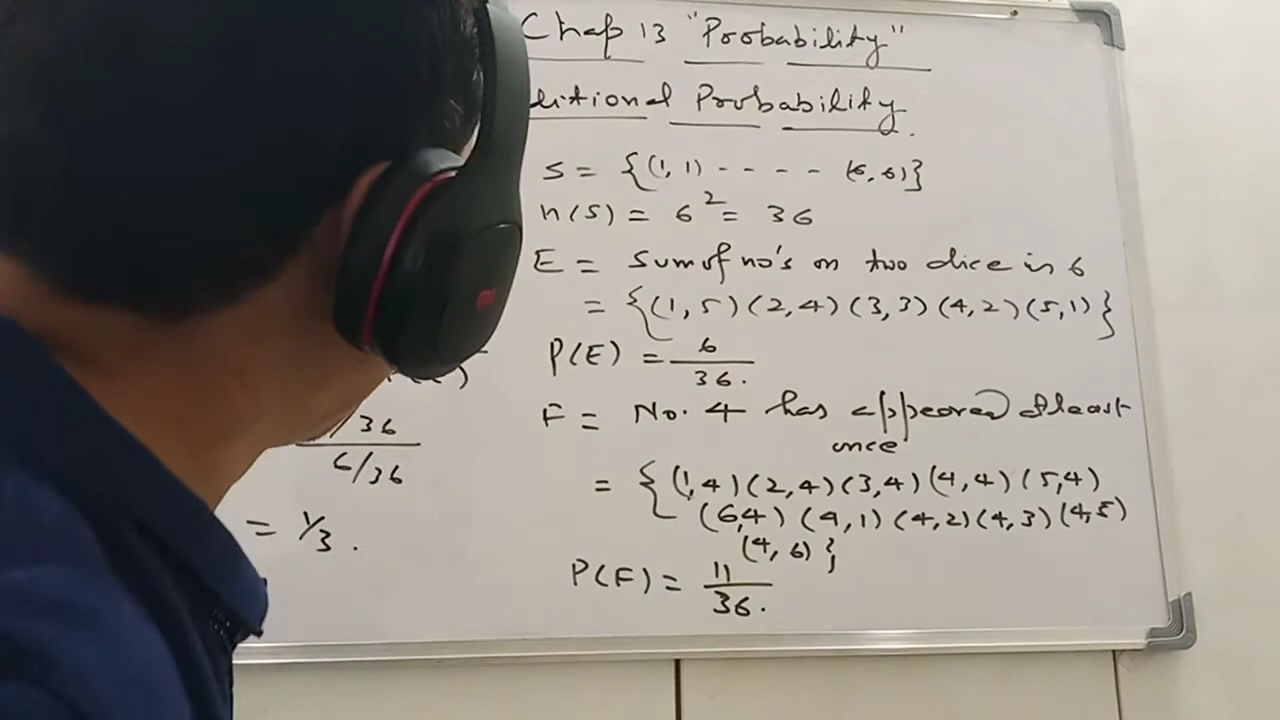 Chap 13 "Probability"
ditional Probability.
S = {(1, 1) - - - - (6, 6)}
n(S) = 6² = 36
E = Sum of no's on two dice is 6
= {(1, 5) (2, 4) (3, 3) (4, 2) (5, 1)}
P(E) = 6/36.
F = No. 4 has appeared atleast
once
= {(1, 4) (2, 4) (3, 4) (4, 4) (5, 4)
(6, 4) (4, 1) (4, 2) (4, 3) (4, 5)
(4, 6)}
P(F) = 11/36.
/36
6/36
= 1/3.